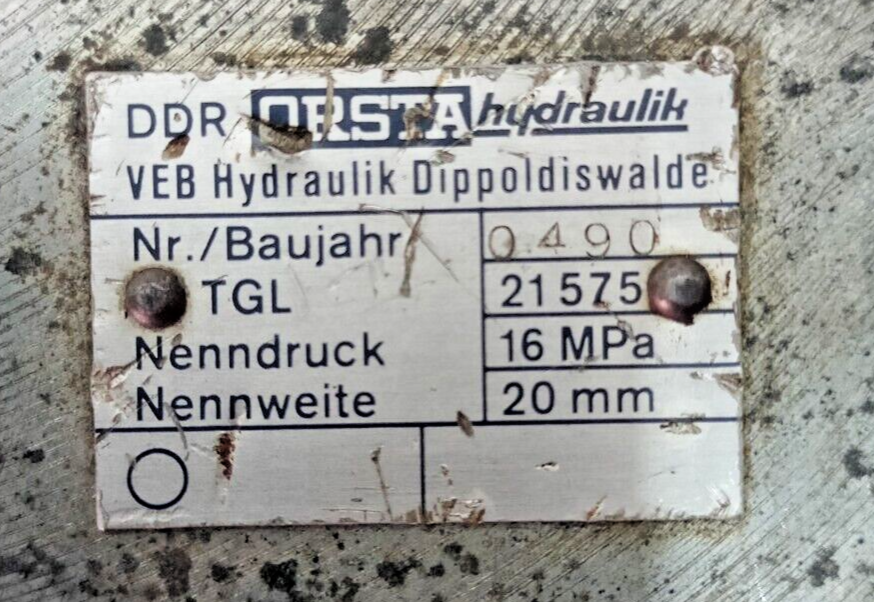 DDR ORSTA hydraulik
VEB Hydraulik Dippoldiswalde
Nr./Baujahr 0490
TGL 21575
Nenndruck 16 MPa
Nennweite 20 mm